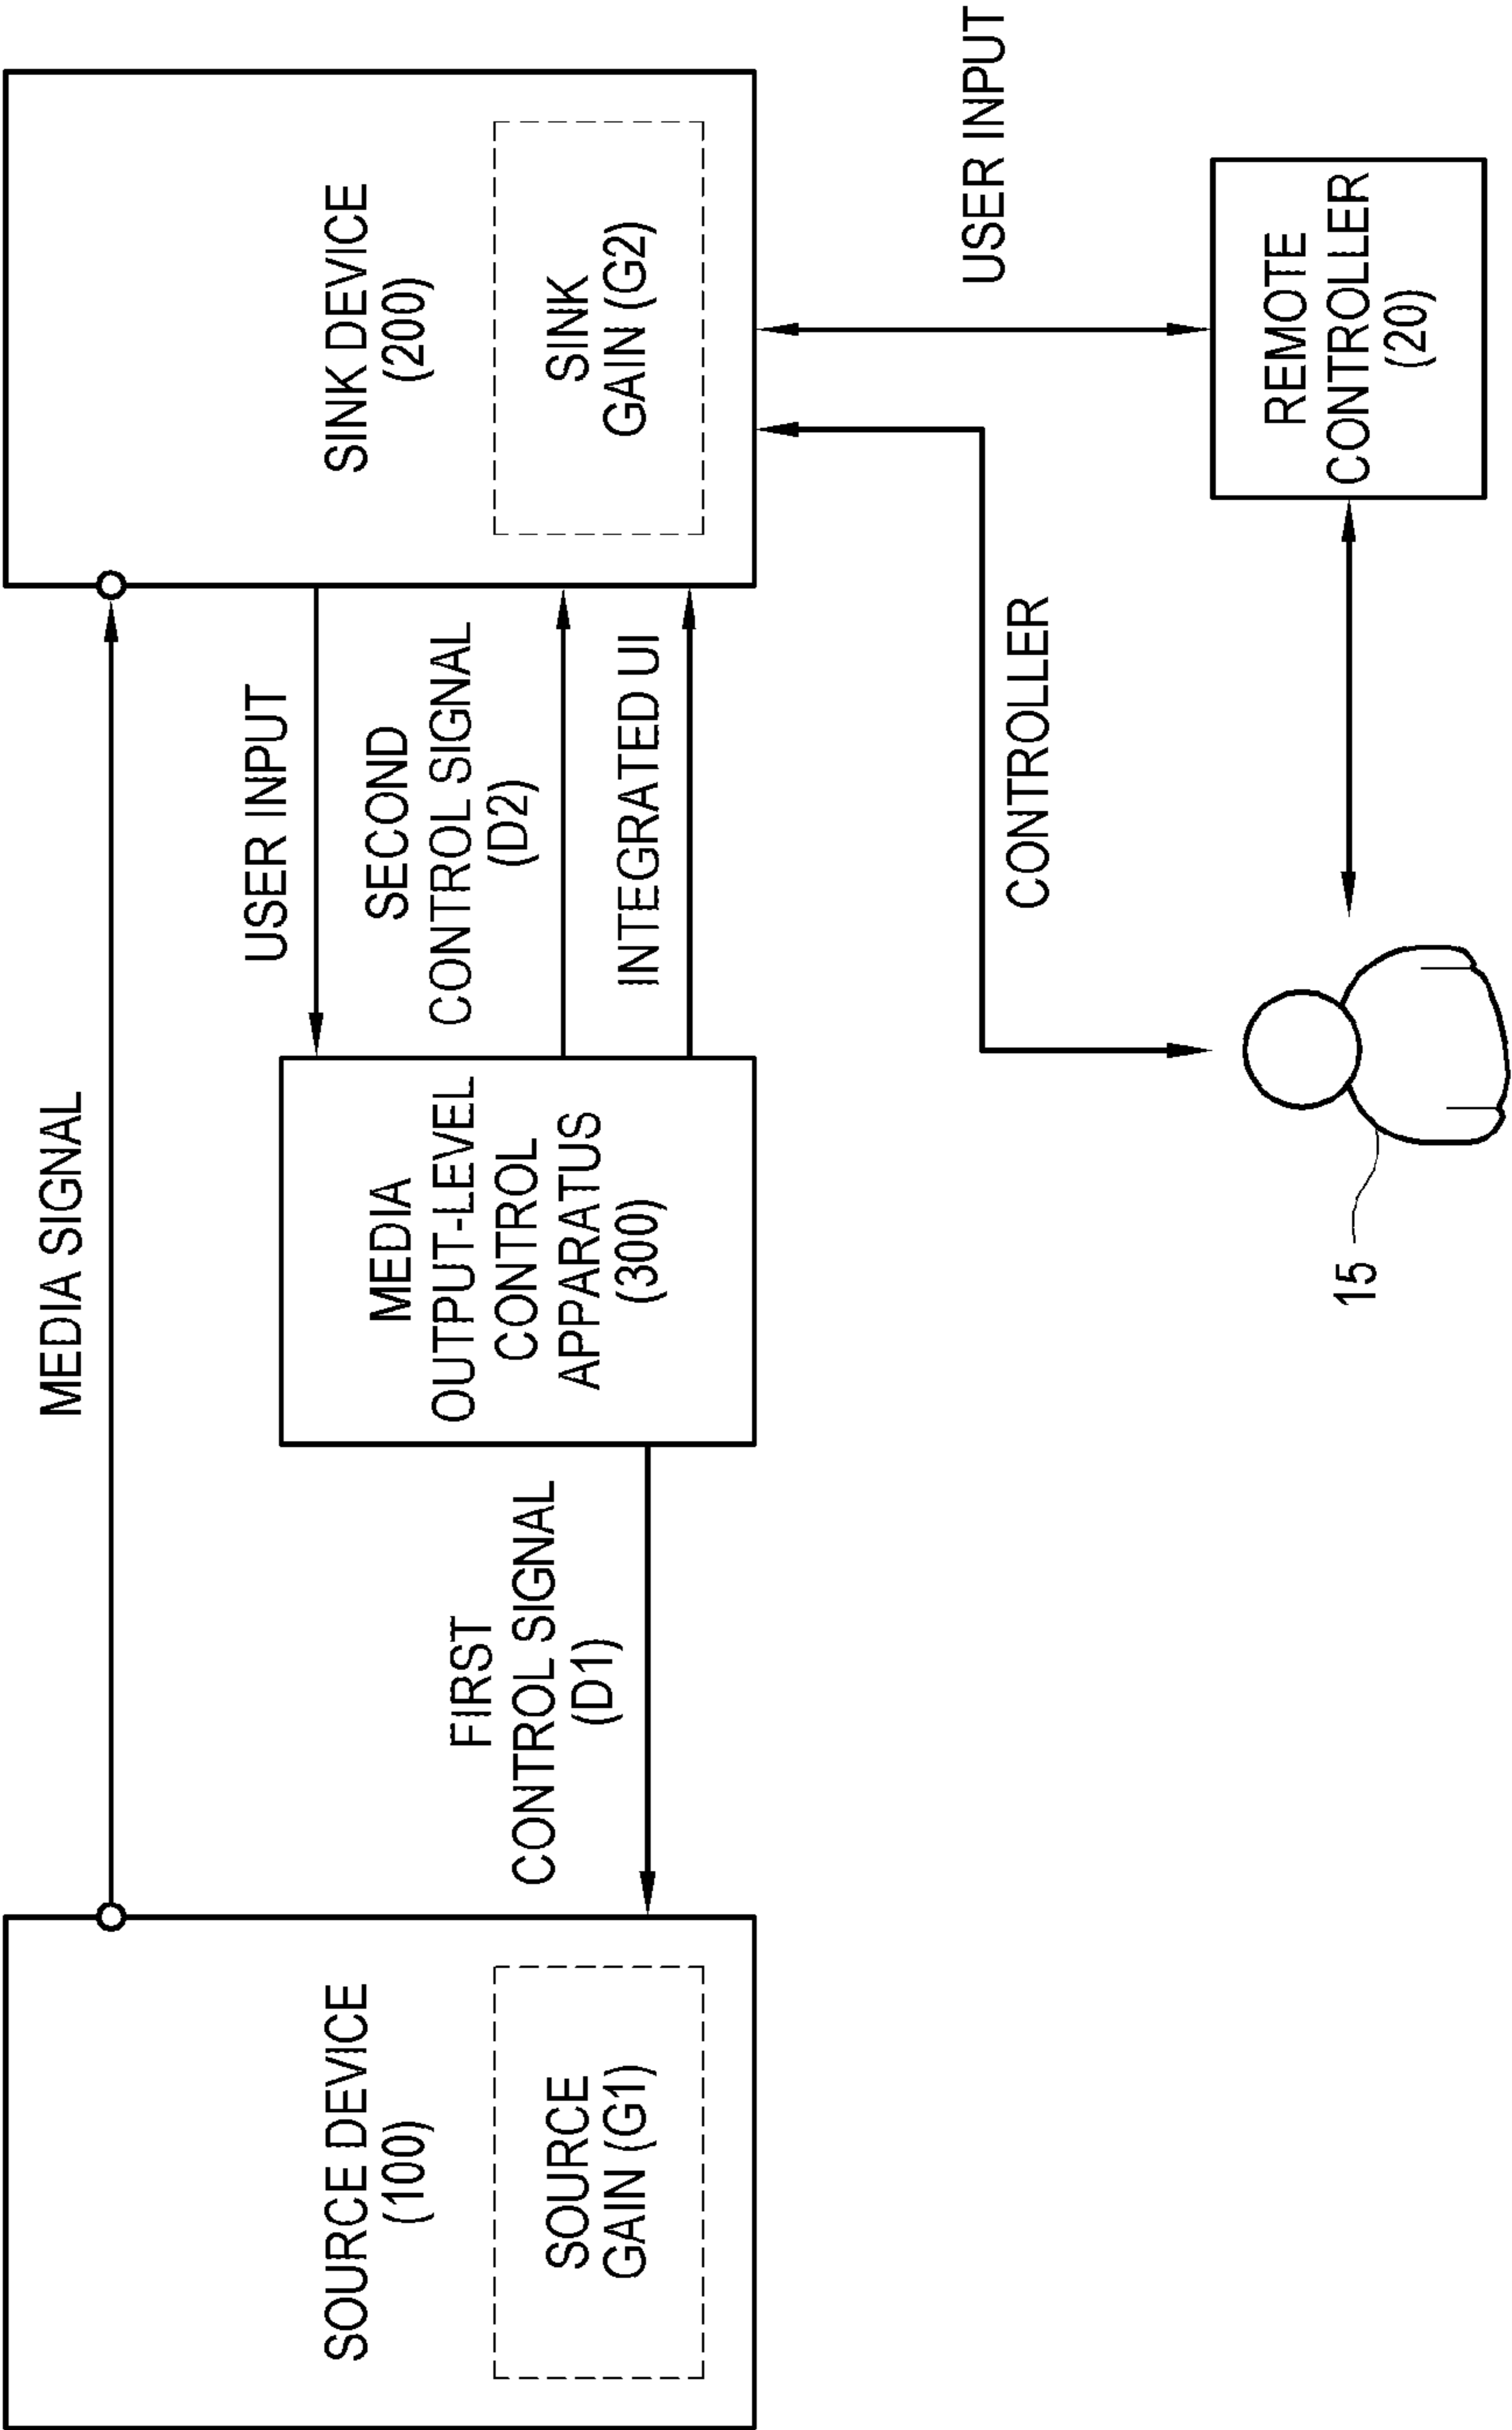 MEDIA SIGNAL
SOURCE DEVICE
(100)
SOURCE
GAIN (G1)
FIRST
CONTROL SIGNAL
(D1)
MEDIA
OUTPUT-LEVEL
CONTROL
APPARATUS
(300)
USER INPUT
SECOND
CONTROL SIGNAL
(D2)
INTEGRATED UI
SINK DEVICE
(200)
SINK
GAIN (G2)
USER INPUT
CONTROLLER
REMOTE
CONTROLLER
(20)
15